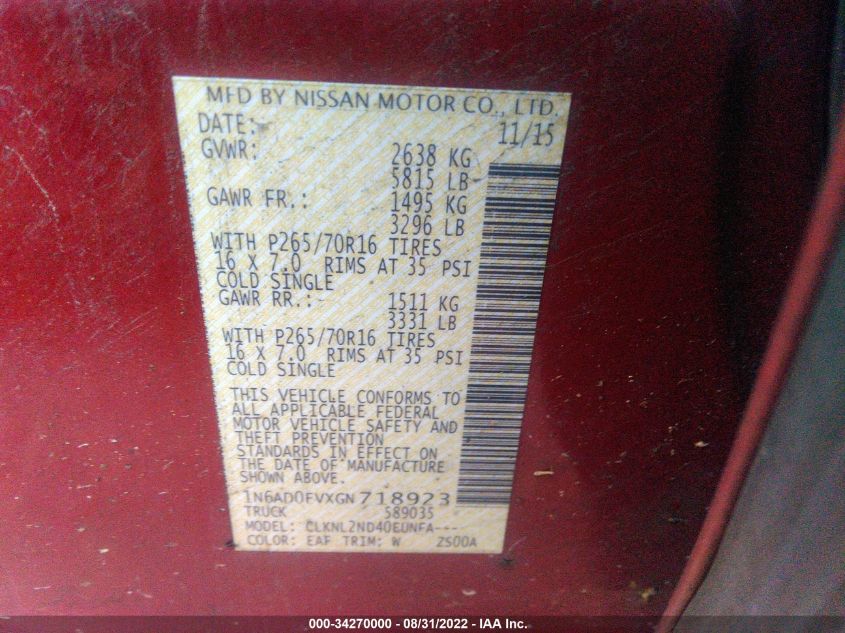 MFD BY NISSAN MOTOR CO., LTD.
DATE: 11/15
GVWR: 2638 KG
5815 LB
GAWR FR.: 1495 KG
3296 LB
WITH P265/70R16 TIRES
16 X 7.0 RIMS AT 35 PSI
COLD SINGLE
GAWR RR.: 1511 KG
3331 LB
WITH P265/70R16 TIRES
16 X 7.0 RIMS AT 35 PSI
COLD SINGLE
THIS VEHICLE CONFORMS TO
ALL APPLICABLE FEDERAL
MOTOR VEHICLE SAFETY AND
THEFT PREVENTION
STANDARDS IN EFFECT ON
THE DATE OF MANUFACTURE
SHOWN ABOVE.
1N6AD0EVXGN718923
TRUCK 589035
MODEL: CLKNL2ND40EUNFA---
COLOR: EAF TRIM: W ZS00A
000-34270000 - 08/31/2022 - IAA Inc.